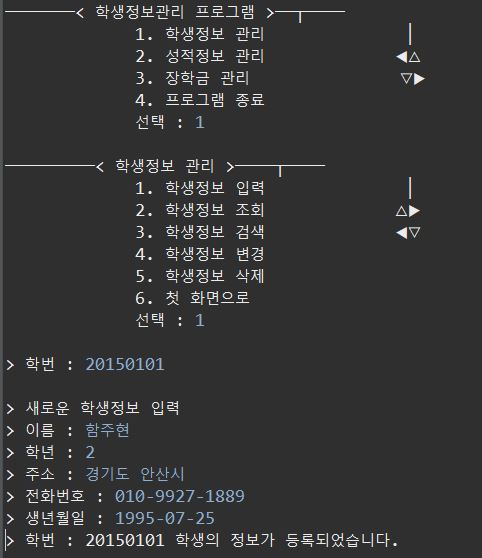 ───────< 학생정보관리 프로그램 >──┬────
1. 학생정보 관리 │
2. 성적정보 관리 ◀△
3. 장학금 관리 ▽▶
4. 프로그램 종료
선택 : 1
─────────< 학생정보 관리 >────┬────
1. 학생정보 입력 │
2. 학생정보 조회 △▶
3. 학생정보 검색 ◀▽
4. 학생정보 변경
5. 학생정보 삭제
6. 첫 화면으로
선택 : 1
> 학번 : 20150101
> 새로운 학생정보 입력
> 이름 : 함주현
> 학년 : 2
> 주소 : 경기도 안산시
> 전화번호 : 010-9927-1889
> 생년월일 : 1995-07-25
> 학번 : 20150101 학생의 정보가 등록되었습니다.